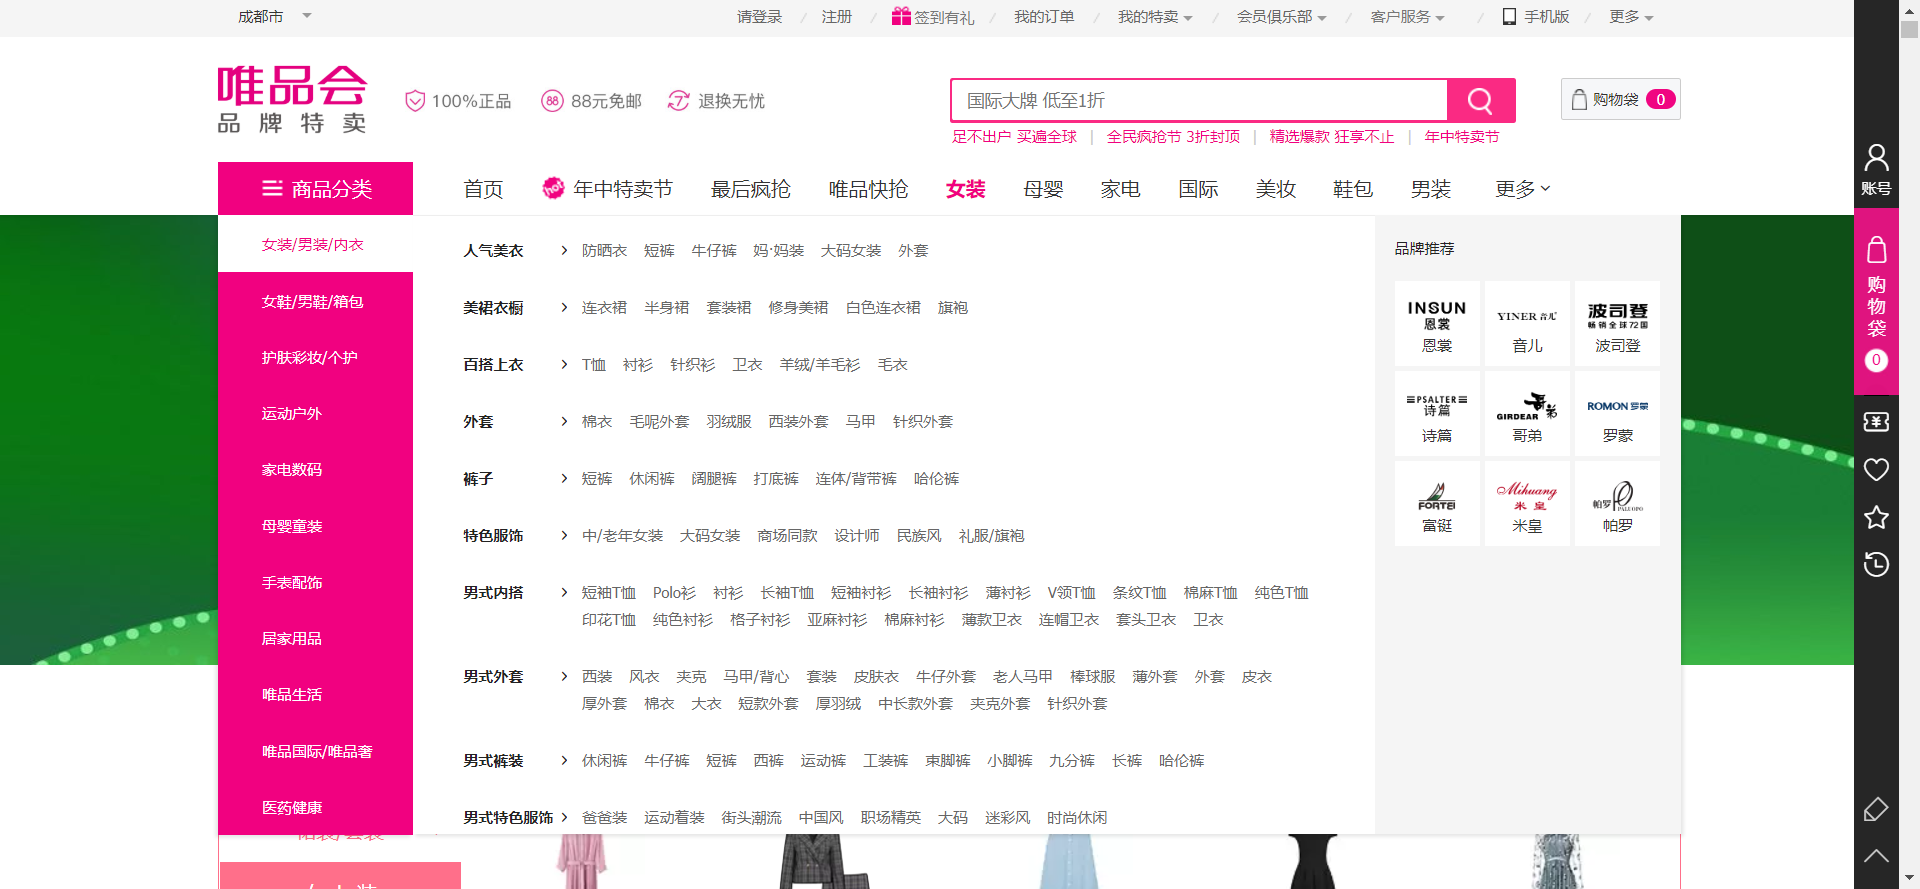 成都市 请登录 注册 签到有礼 我的订单 我的特卖 会员俱乐部 客户服务 手机版 更多
唯品会
品牌特卖
100%正品 88 88元免邮 7 退换无忧
国际大牌 低至1折
购物袋 0
足不出户 买遍全球 | 全民疯抢节 3折封顶 | 精选爆款 狂享不止 | 年中特卖节
商品分类 首页 hot 年中特卖节 最后疯抢 唯品快抢 女装 母婴 家电 国际 美妆 鞋包 男装 更多
女装/男装/内衣
女鞋/男鞋/箱包
护肤彩妆/个护
运动户外
家电数码
母婴童装
手表配饰
居家用品
唯品生活
唯品国际/唯品奢
医药健康
人气美衣 > 防晒衣 短裤 牛仔裤 妈·妈装 大码女装 外套
美裙衣橱 > 连衣裙 半身裙 套装裙 修身美裙 白色连衣裙 旗袍
百搭上衣 > T恤 衬衫 针织衫 卫衣 羊绒/羊毛衫 毛衣
外套 > 棉衣 毛呢外套 羽绒服 西装外套 马甲 针织外套
裤子 > 短裤 休闲裤 阔腿裤 打底裤 连体/背带裤 哈伦裤
特色服饰 > 中/老年女装 大码女装 商场同款 设计师 民族风 礼服/旗袍
男式内搭 > 短袖T恤 Polo衫 衬衫 长袖T恤 短袖衬衫 长袖衬衫 薄衬衫 V领T恤 条纹T恤 棉麻T恤 纯色T恤
印花T恤 纯色衬衫 格子衬衫 亚麻衬衫 棉麻衬衫 薄款卫衣 连帽卫衣 套头卫衣 卫衣
男式外套 > 西装 风衣 夹克 马甲/背心 套装 皮肤衣 牛仔外套 老人马甲 棒球服 薄外套 外套 皮衣
厚外套 棉衣 大衣 短款外套 厚羽绒 中长款外套 夹克外套 针织外套
男式裤装 > 休闲裤 牛仔裤 短裤 西裤 运动裤 工装裤 束脚裤 小脚裤 九分裤 长裤 哈伦裤
男式特色服饰 > 爸爸装 运动着装 街头潮流 中国风 职场精英 大码 迷彩风 时尚休闲
品牌推荐
INSUN 恩裳
恩裳
YINER 音儿
音儿
波司登
畅销全球72国
波司登
PSALTER 诗篇
诗篇
GIRDEAR 哥弟
哥弟
ROMON 罗蒙
罗蒙
FORTEI
富铤
Mihuang
米皇
米皇
帕罗 PALEOPO
帕罗
账号
购物袋
0